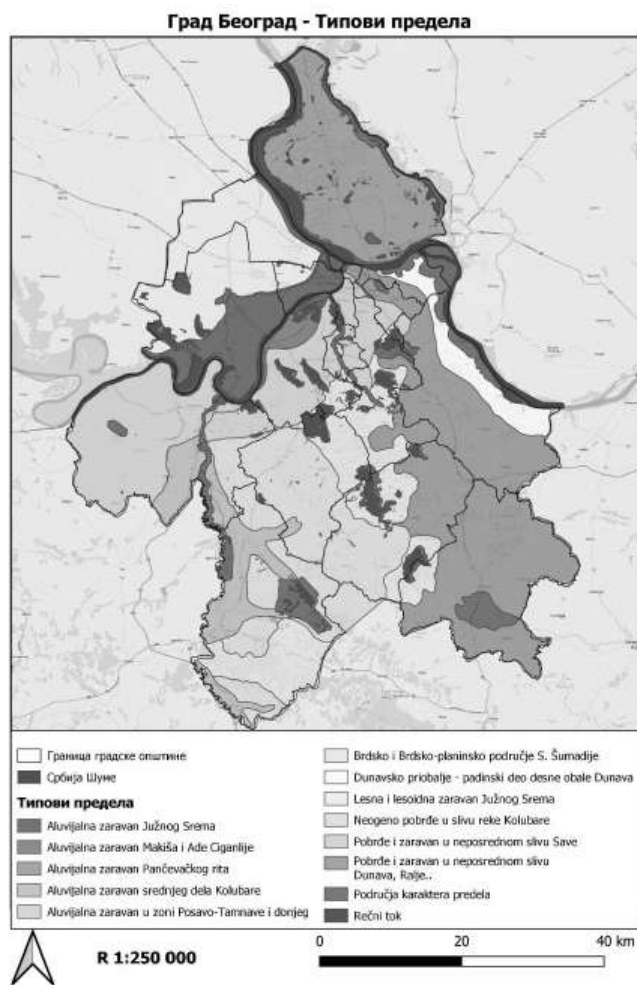 Град Београд - Типови предела
Граница градске општине
Србија Шуме
Типови предела
Aluvijalna zaravan Južnog Srema
Aluvijalna zaravan Makiša i Ade Ciganlije
Aluvijalna zaravan Pančevačkog rita
Aluvijalna zaravan srednjeg dela Kolubare
Aluvijalna zaravan u zoni Posavo-Tamnave i donjeg
Brdsko i Brdsko-planinsko područje S. Šumadije
Dunavsko priobalje - padinski deo desne obale Dunava
Lesna i lesoidna zaravan Južnog Srema
Neogeno pobrđe u slivu reke Kolubare
Pobrđe i zaravan u neposrednom slivu Save
Pobrđe i zaravan u neposrednom slivu
Dunava, Ralje..
Područja karaktera predela
Rečni tok
R 1:250 000
0 20 40 km